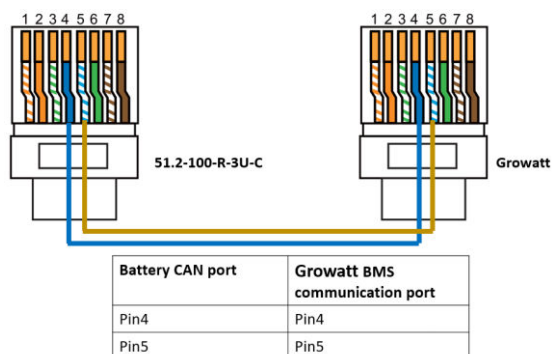 1 2 3 4 5 6 7 8
1 2 3 4 5 6 7 8
51.2-100-R-3U-C
Growatt
Battery CAN port
Growatt BMS
communication port
Pin4
Pin4
Pin5
Pin5